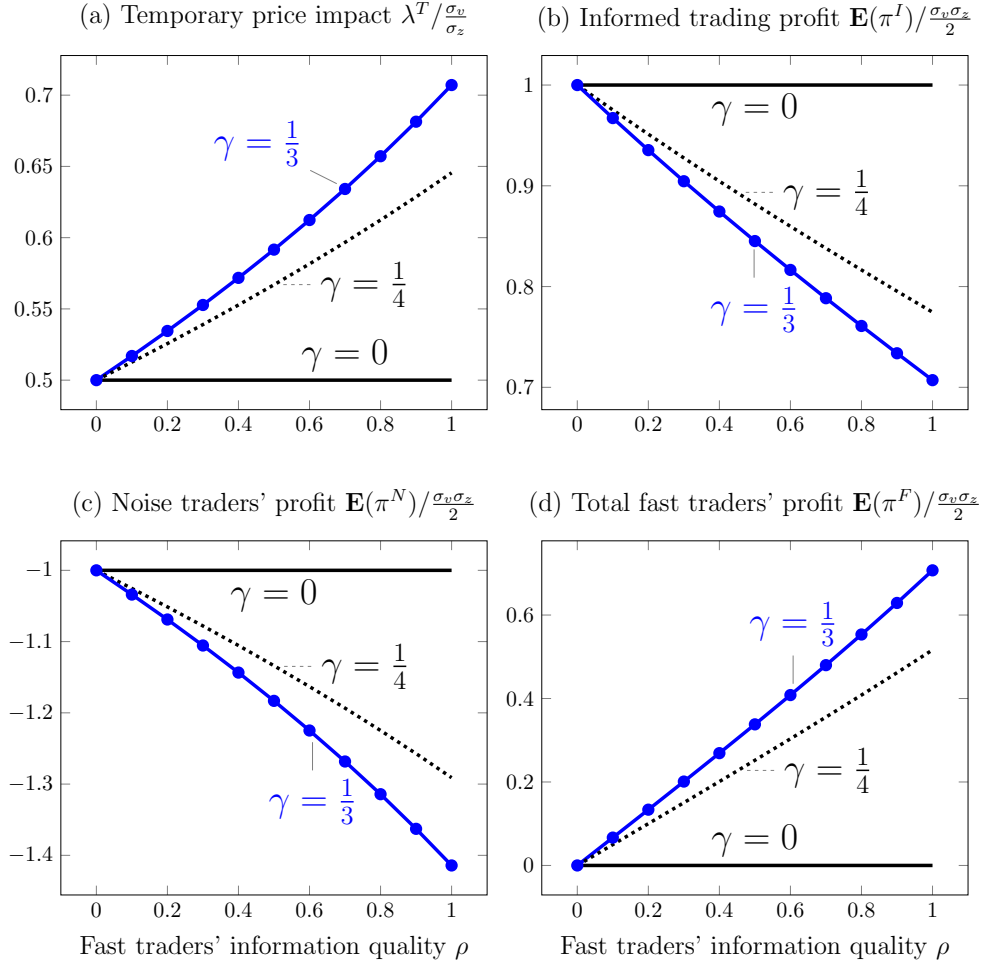 (a) Temporary price impact λ^T/(σ_v/σ_z)
0.7
0.65
0.6
0.55
0.5
γ = 1/3
γ = 1/4
γ = 0
0 0.2 0.4 0.6 0.8 1
(b) Informed trading profit E(π^I)/(σ_vσ_z/2)
1
0.9
0.8
0.7
γ = 0
γ = 1/4
γ = 1/3
0 0.2 0.4 0.6 0.8 1
(c) Noise traders' profit E(π^N)/(σ_vσ_z/2)
−1
−1.1
−1.2
−1.3
−1.4
γ = 0
γ = 1/4
γ = 1/3
0 0.2 0.4 0.6 0.8 1
Fast traders' information quality ρ
(d) Total fast traders' profit E(π^F)/(σ_vσ_z/2)
0.6
0.4
0.2
0
γ = 1/3
γ = 1/4
γ = 0
0 0.2 0.4 0.6 0.8 1
Fast traders' information quality ρ